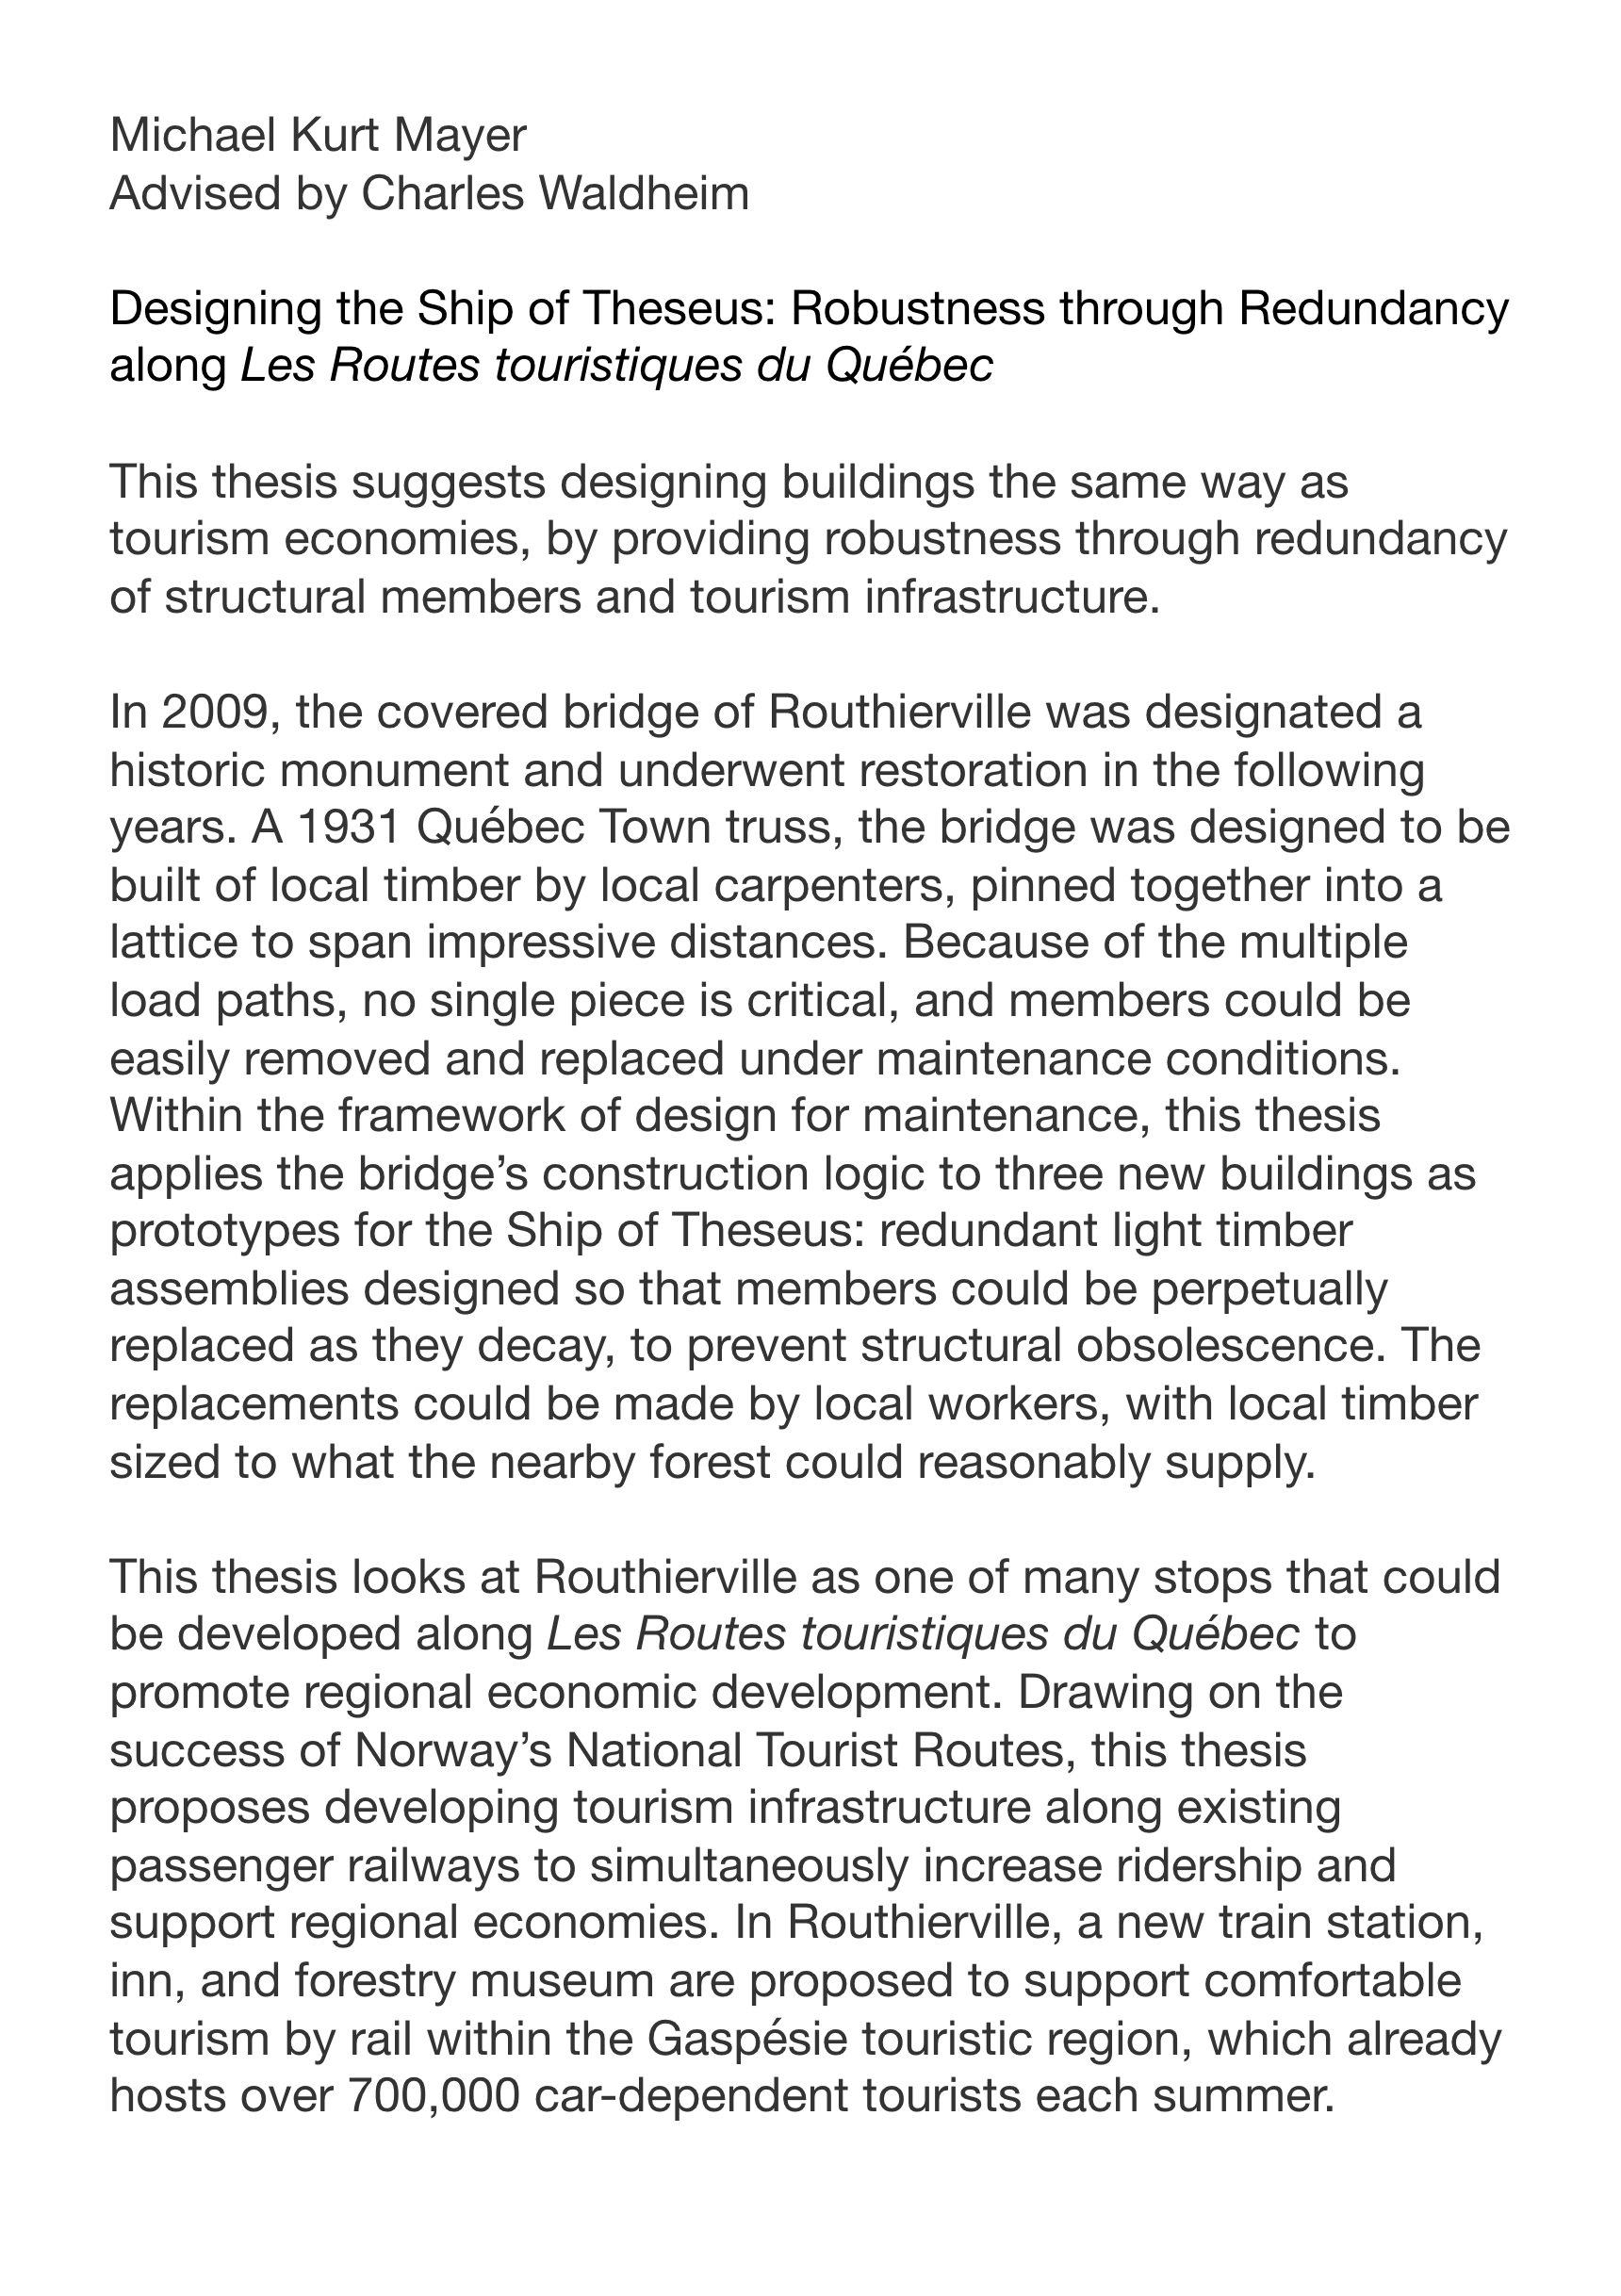 Michael Kurt Mayer
Advised by Charles Waldheim
Designing the Ship of Theseus: Robustness through Redundancy
along Les Routes touristiques du Québec
This thesis suggests designing buildings the same way as
tourism economies, by providing robustness through redundancy
of structural members and tourism infrastructure.
In 2009, the covered bridge of Routhierville was designated a
historic monument and underwent restoration in the following
years. A 1931 Québec Town truss, the bridge was designed to be
built of local timber by local carpenters, pinned together into a
lattice to span impressive distances. Because of the multiple
load paths, no single piece is critical, and members could be
easily removed and replaced under maintenance conditions.
Within the framework of design for maintenance, this thesis
applies the bridge’s construction logic to three new buildings as
prototypes for the Ship of Theseus: redundant light timber
assemblies designed so that members could be perpetually
replaced as they decay, to prevent structural obsolescence. The
replacements could be made by local workers, with local timber
sized to what the nearby forest could reasonably supply.
This thesis looks at Routhierville as one of many stops that could
be developed along Les Routes touristiques du Québec to
promote regional economic development. Drawing on the
success of Norway’s National Tourist Routes, this thesis
proposes developing tourism infrastructure along existing
passenger railways to simultaneously increase ridership and
support regional economies. In Routhierville, a new train station,
inn, and forestry museum are proposed to support comfortable
tourism by rail within the Gaspésie touristic region, which already
hosts over 700,000 car-dependent tourists each summer.